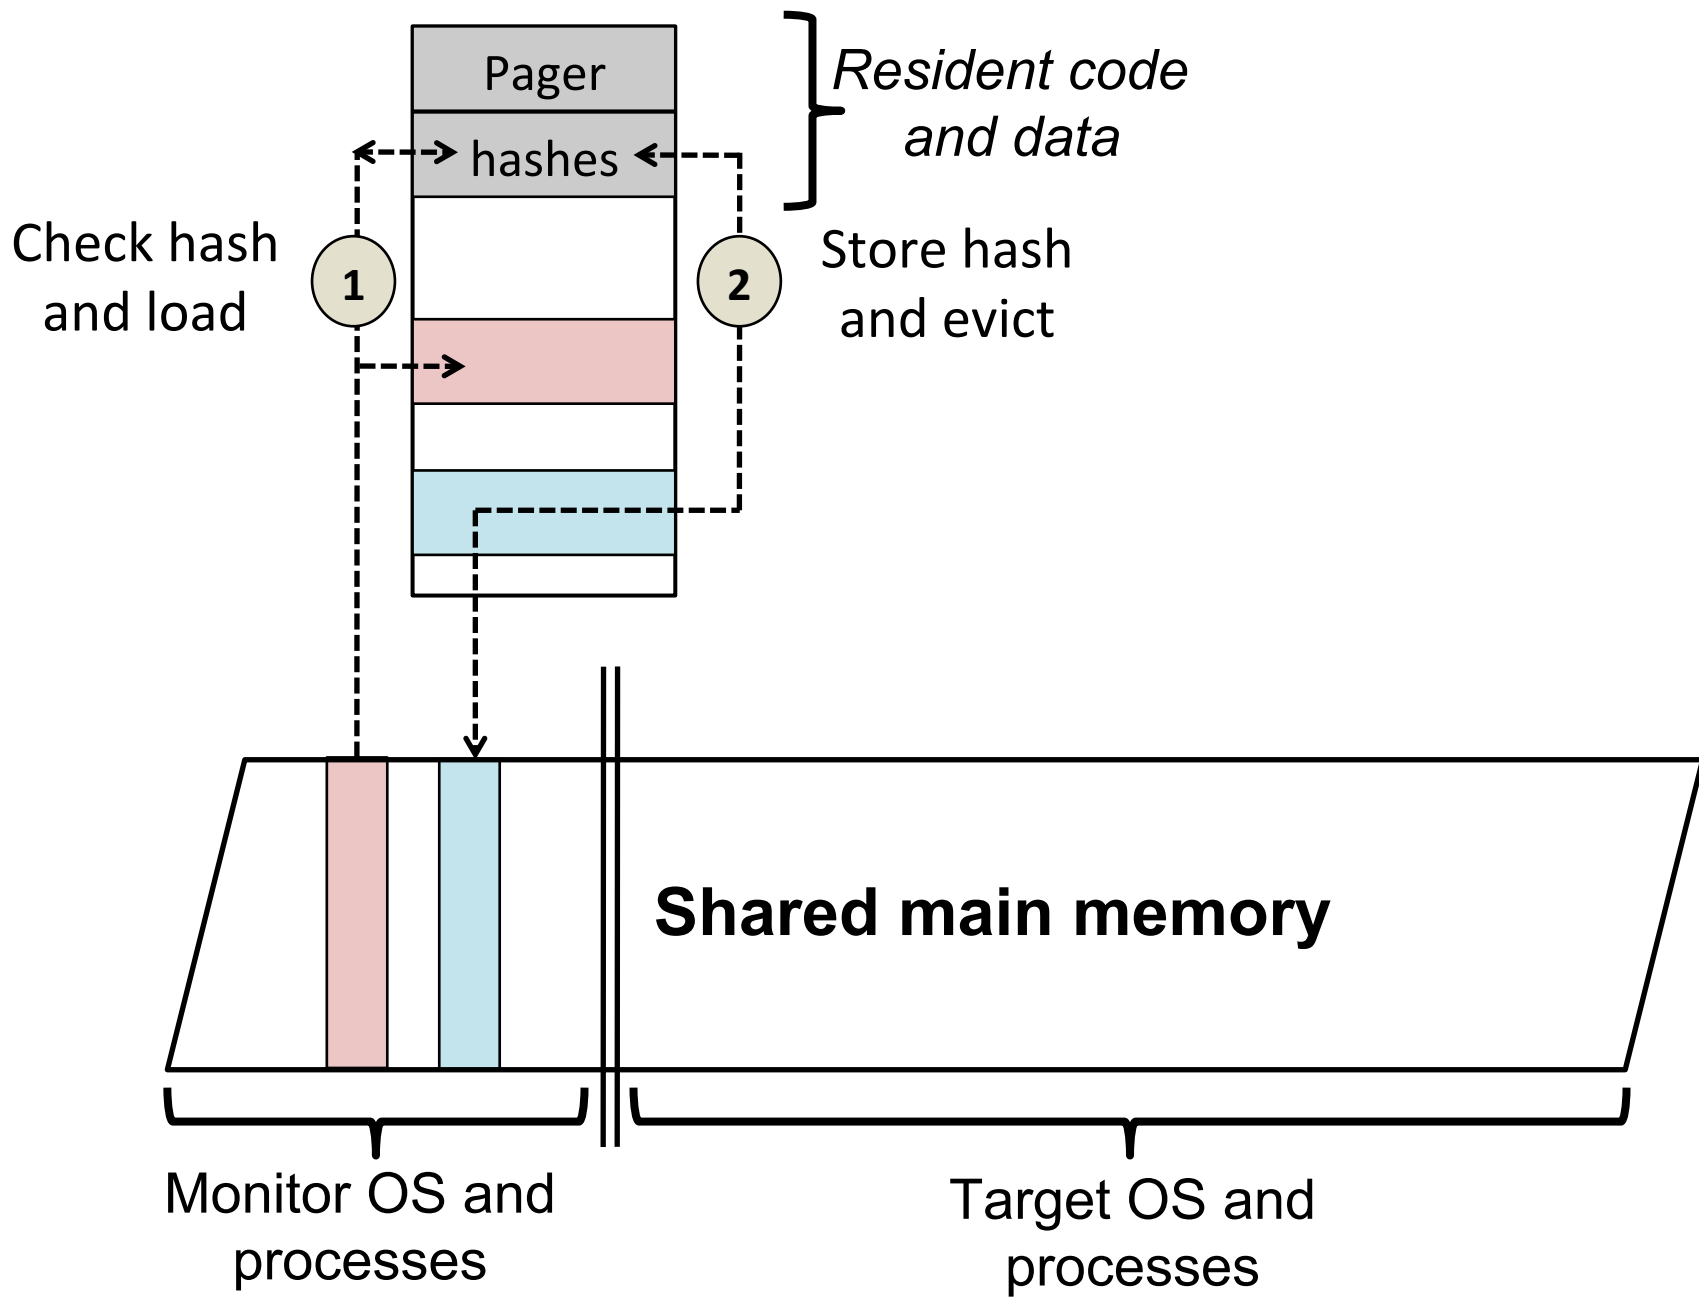 Pager
hashes
Resident code
and data
Check hash
and load
1
2
Store hash
and evict
Shared main memory
Monitor OS and
processes
Target OS and
processes